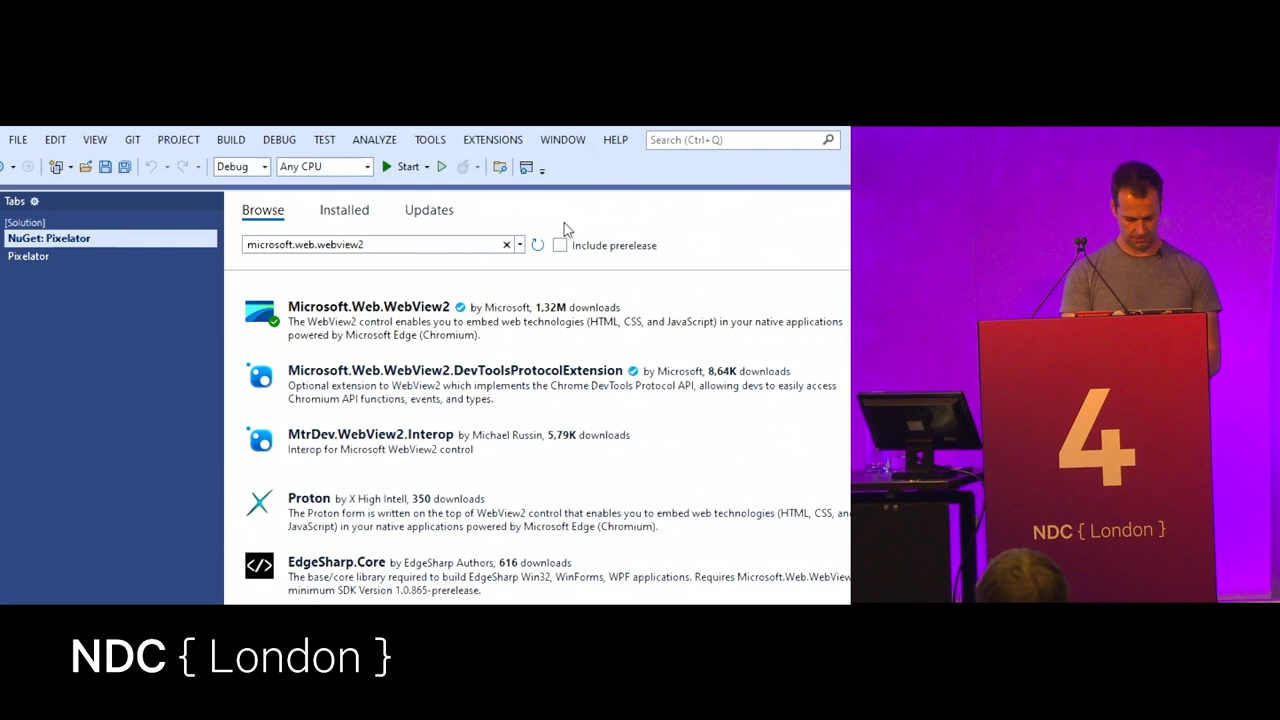 FILE EDIT VIEW GIT PROJECT BUILD DEBUG TEST ANALYZE TOOLS EXTENSIONS WINDOW HELP Search (Ctrl+Q)
Debug Any CPU Start
Tabs
[Solution]
NuGet: Pixelator
Pixelator
Browse Installed Updates
microsoft.web.webview2 Include prerelease
Microsoft.Web.WebView2 by Microsoft, 1,32M downloads
The WebView2 control enables you to embed web technologies (HTML, CSS, and JavaScript) in your native applications
powered by Microsoft Edge (Chromium).
Microsoft.Web.WebView2.DevToolsProtocolExtension by Microsoft, 8,64K downloads
Optional extension to WebView2 which implements the Chrome DevTools Protocol API, allowing devs to easily access
Chromium API functions, events, and types.
MtrDev.WebView2.Interop by Michael Russin, 5,79K downloads
Interop for Microsoft WebView2 control
Proton by X High Intell, 350 downloads
The Proton form is written on the top of WebView2 control that enables you to embed web technologies (HTML, CSS, and
JavaScript) in your native applications powered by Microsoft Edge (Chromium).
EdgeSharp.Core by EdgeSharp Authors, 616 downloads
The base/core library required to build EdgeSharp Win32, WinForms, WPF applications. Requires Microsoft.Web.WebView
minimum SDK Version 1.0.865-prerelease.
4
NDC { London }
NDC { London }